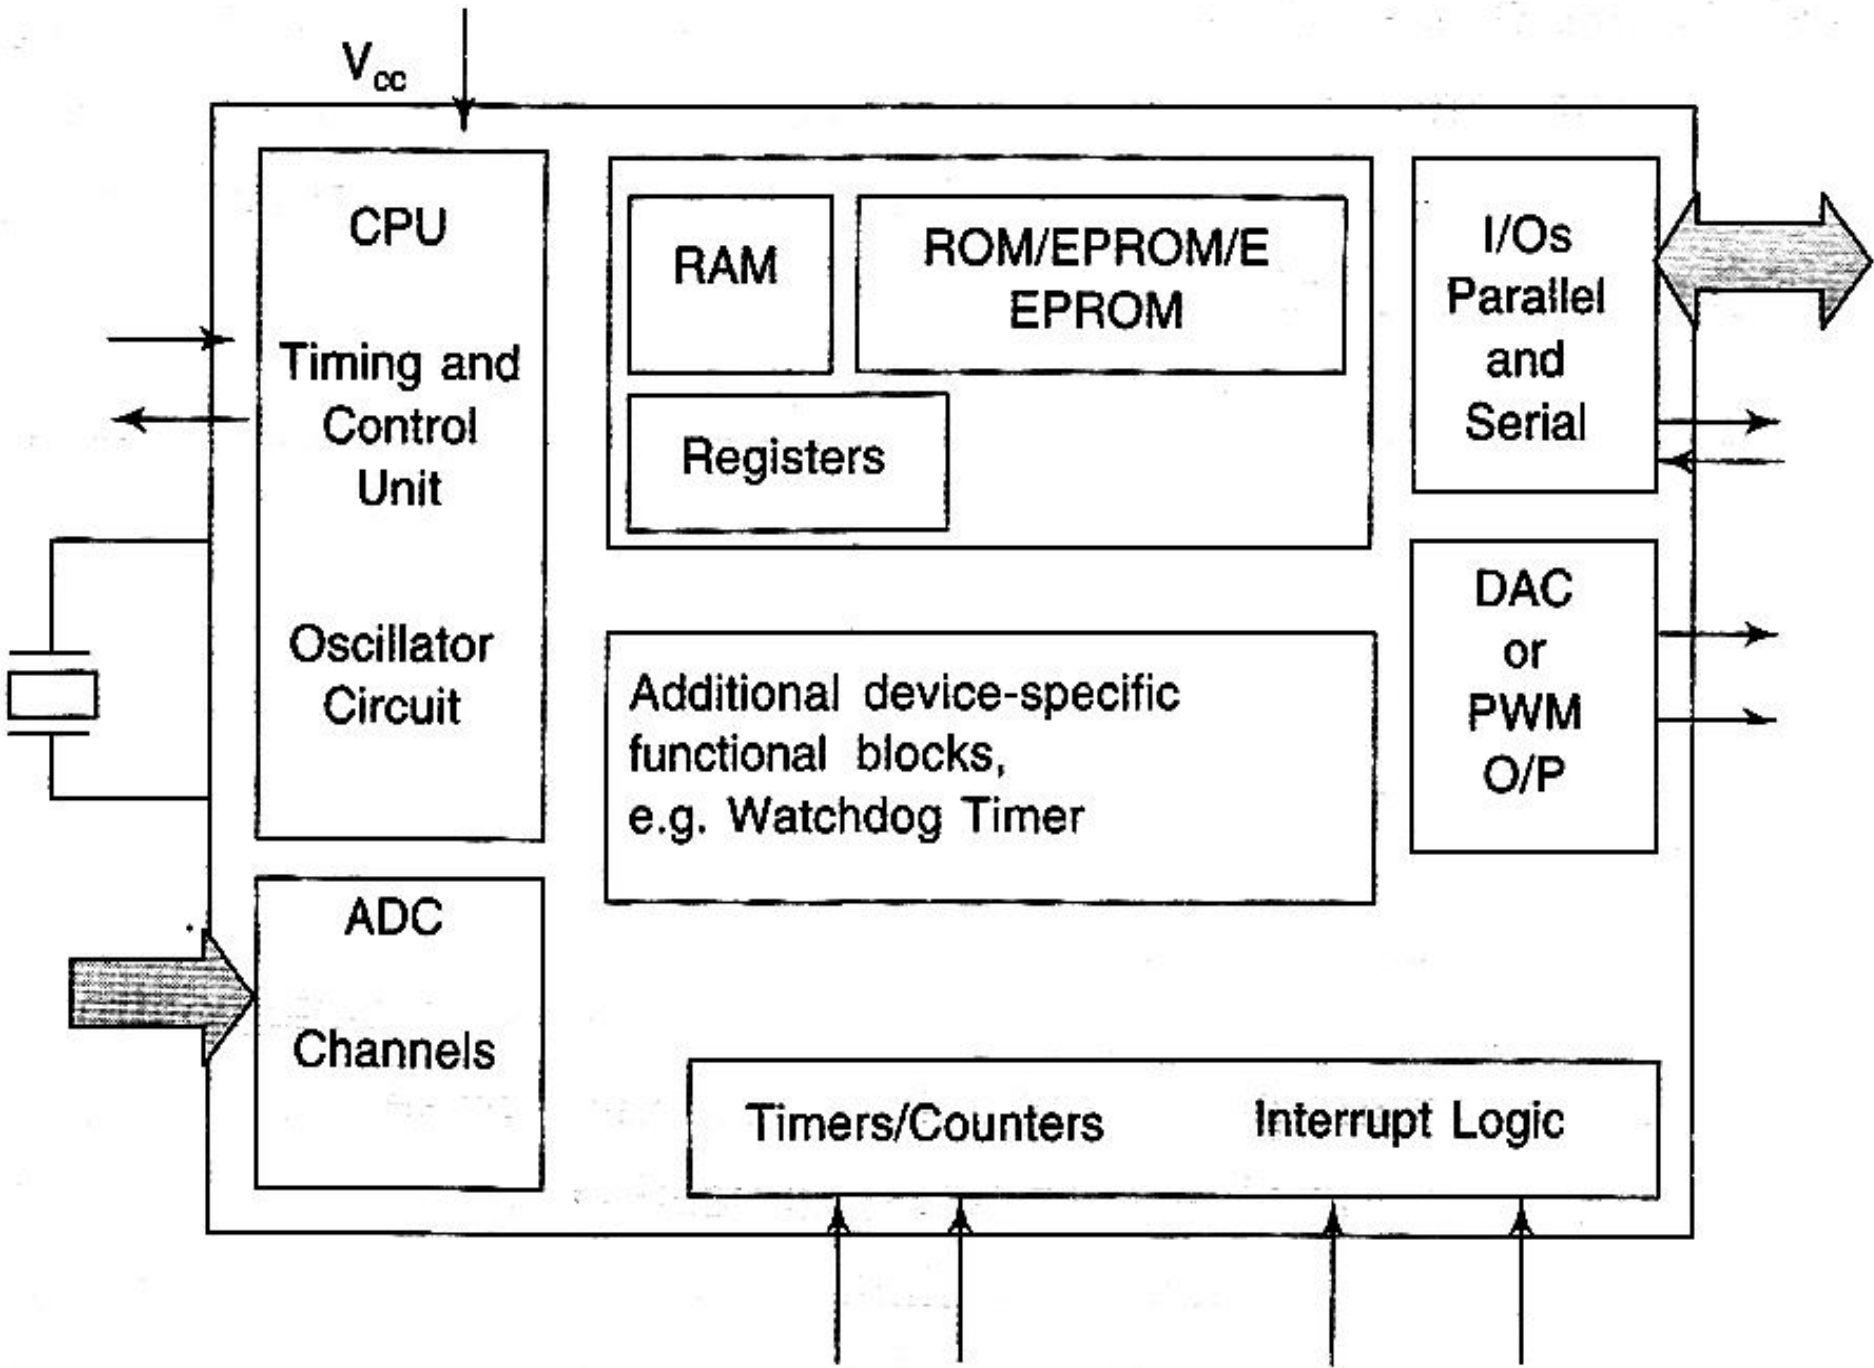 Vcc
CPU
Timing and
Control
Unit
Oscillator
Circuit
RAM
ROM/EPROM/E
EPROM
Registers
I/Os
Parallel
and
Serial
DAC
or
PWM
O/P
Additional device-specific
functional blocks,
e.g. Watchdog Timer
ADC
Channels
Timers/Counters
Interrupt Logic